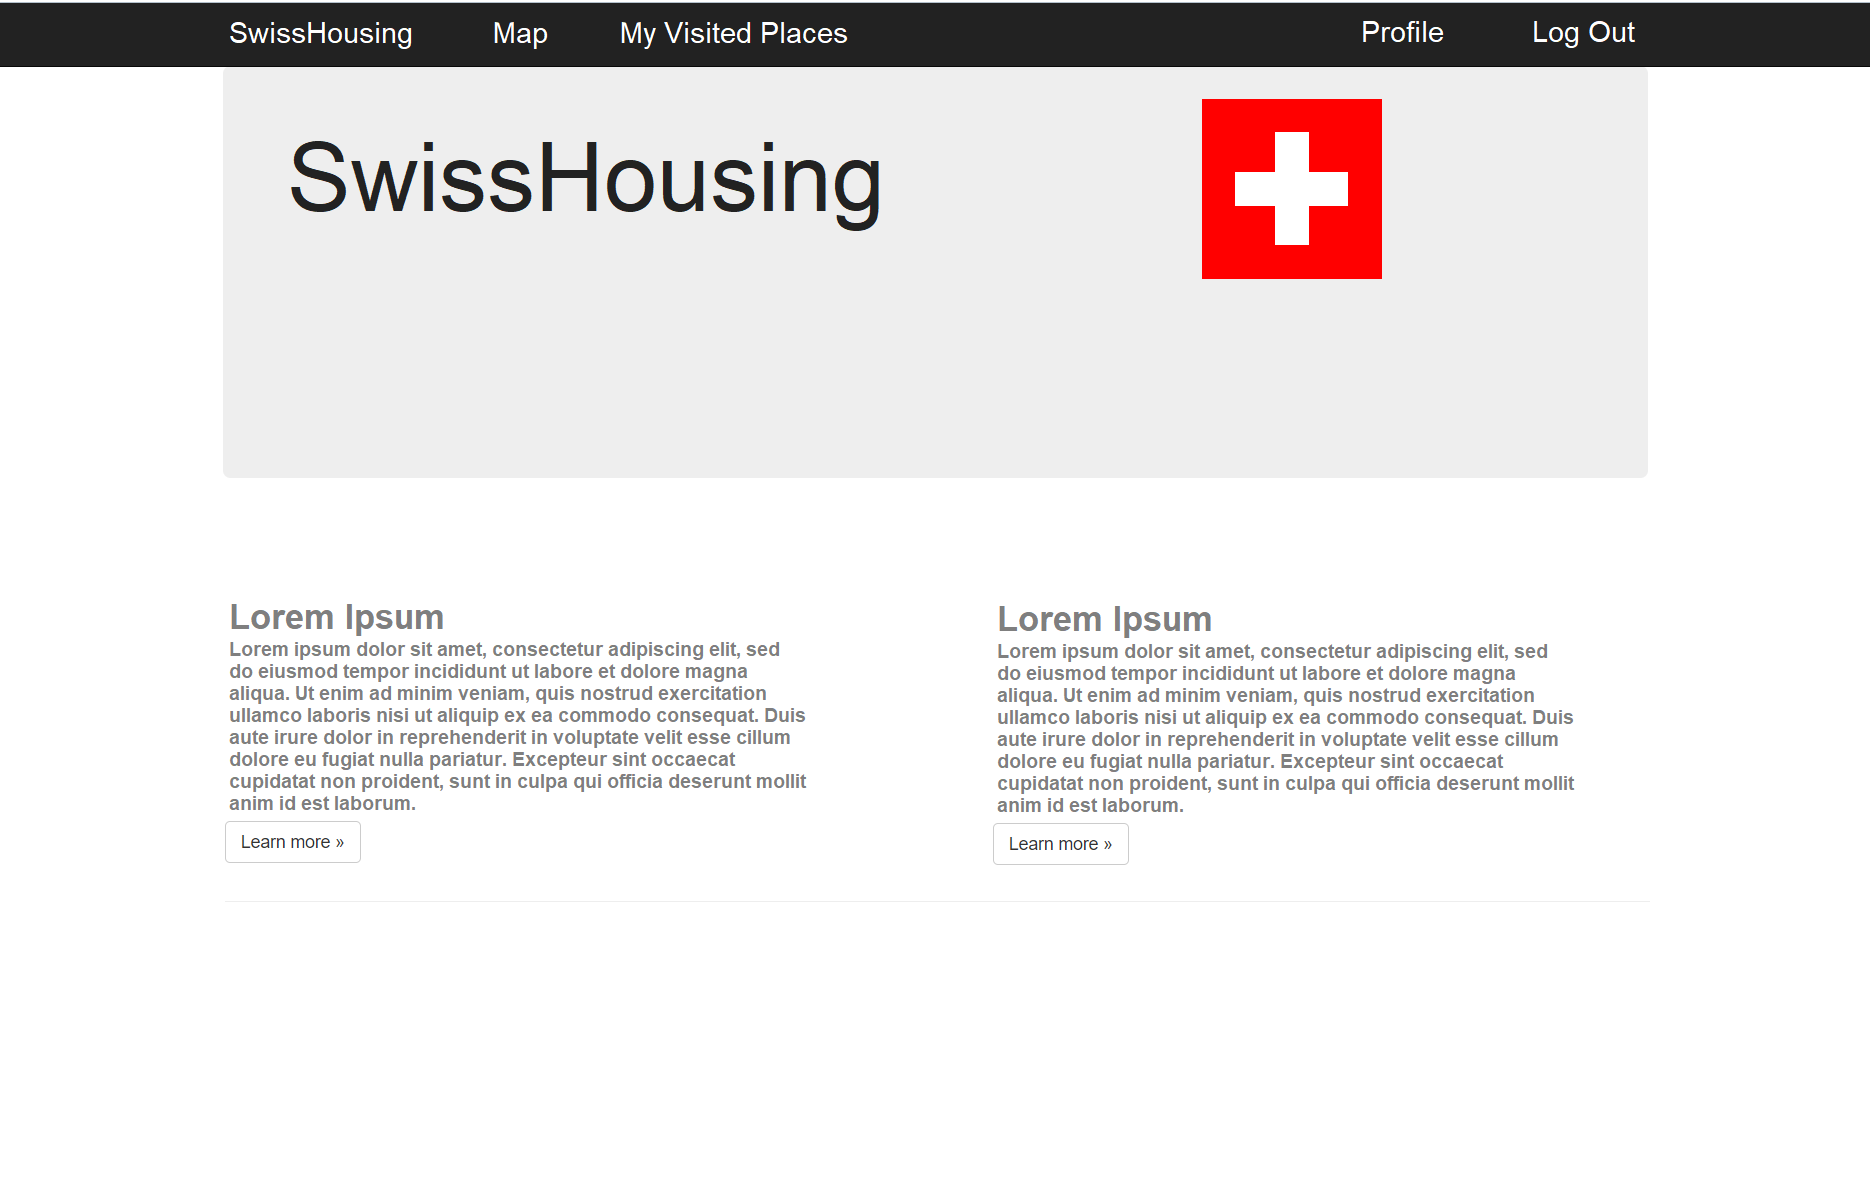 SwissHousing Map My Visited Places Profile Log Out
SwissHousing
Lorem Ipsum
Lorem ipsum dolor sit amet, consectetur adipiscing elit, sed
do eiusmod tempor incididunt ut labore et dolore magna
aliqua. Ut enim ad minim veniam, quis nostrud exercitation
ullamco laboris nisi ut aliquip ex ea commodo consequat. Duis
aute irure dolor in reprehenderit in voluptate velit esse cillum
dolore eu fugiat nulla pariatur. Excepteur sint occaecat
cupidatat non proident, sunt in culpa qui officia deserunt mollit
anim id est laborum.
Learn more »
Lorem Ipsum
Lorem ipsum dolor sit amet, consectetur adipiscing elit, sed
do eiusmod tempor incididunt ut labore et dolore magna
aliqua. Ut enim ad minim veniam, quis nostrud exercitation
ullamco laboris nisi ut aliquip ex ea commodo consequat. Duis
aute irure dolor in reprehenderit in voluptate velit esse cillum
dolore eu fugiat nulla pariatur. Excepteur sint occaecat
cupidatat non proident, sunt in culpa qui officia deserunt mollit
anim id est laborum.
Learn more »